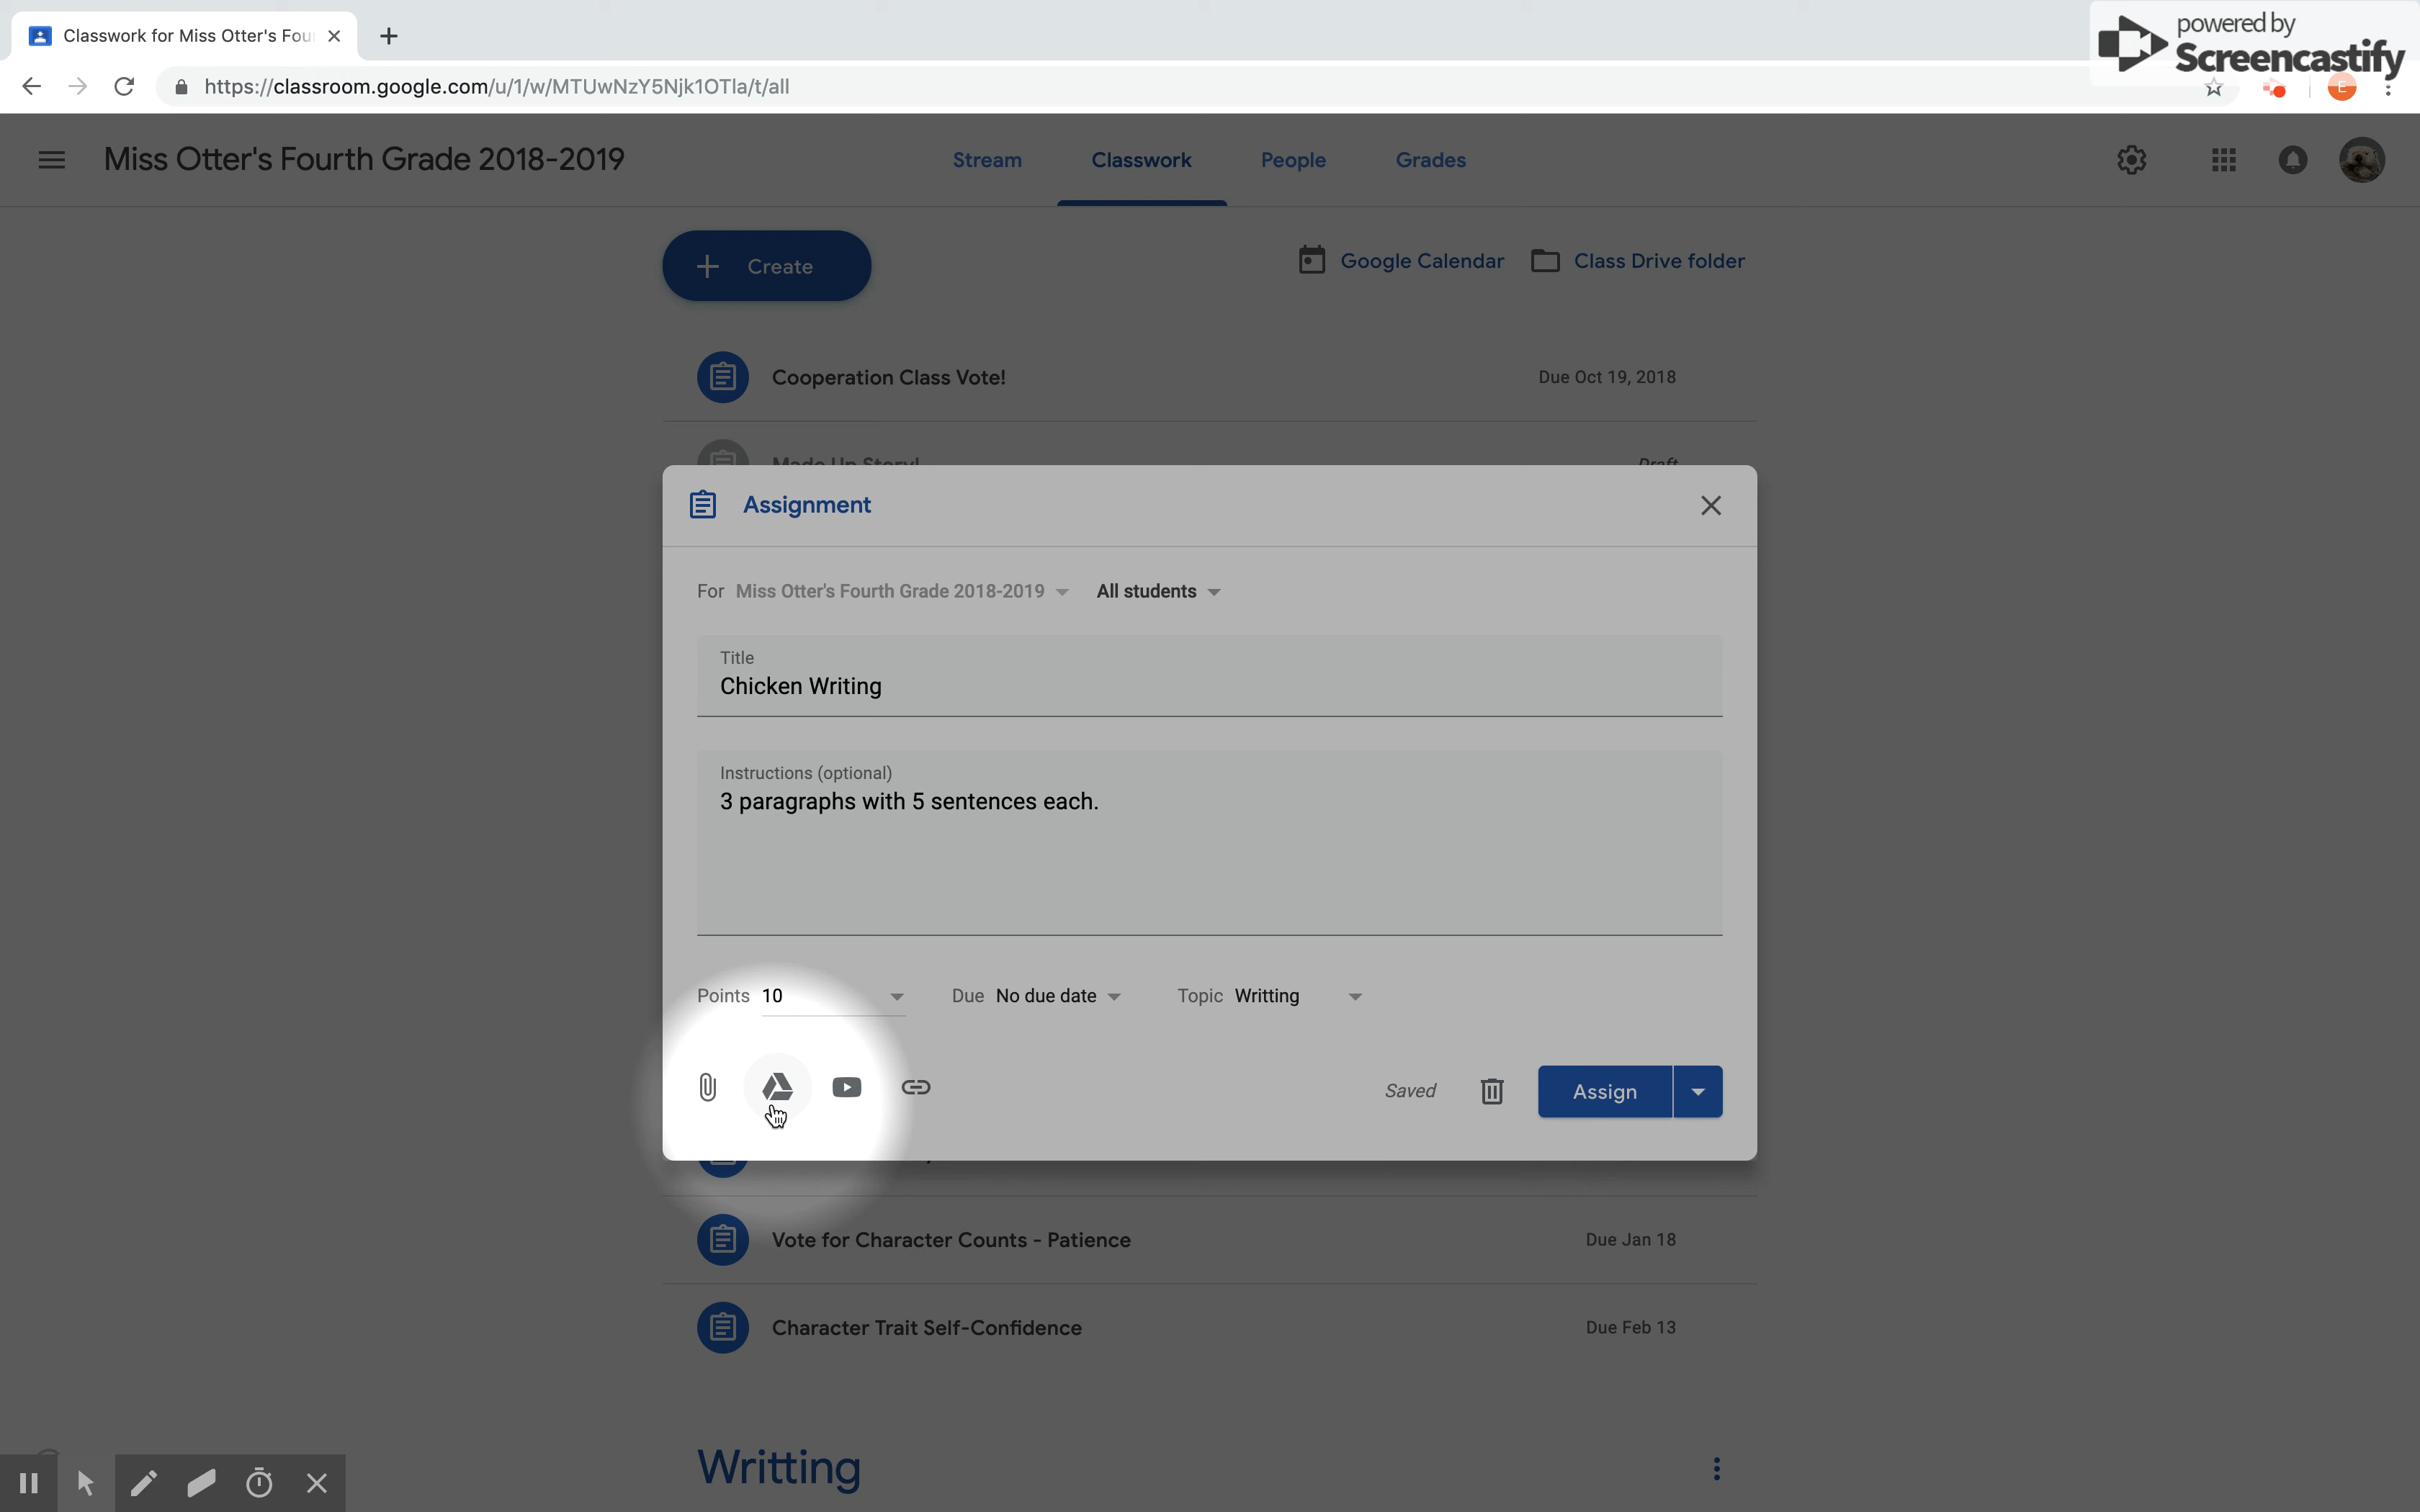 Classwork for Miss Otter's Fou
powered by
Screencastify
https://classroom.google.com/u/1/w/MTUwNzY5Njk1OTla/t/all
E
Miss Otter's Fourth Grade 2018-2019
Stream Classwork People Grades
Create
Google Calendar Class Drive folder
Cooperation Class Vote! Due Oct 19, 2018
Made Up Story! Draft
Assignment
For Miss Otter's Fourth Grade 2018-2019 All students
Title
Chicken Writing
Instructions (optional)
3 paragraphs with 5 sentences each.
Points 10 Due No due date Topic Writting
Saved Assign
Vote for Character Counts - Patience Due Jan 18
Character Trait Self-Confidence Due Feb 13
Writting